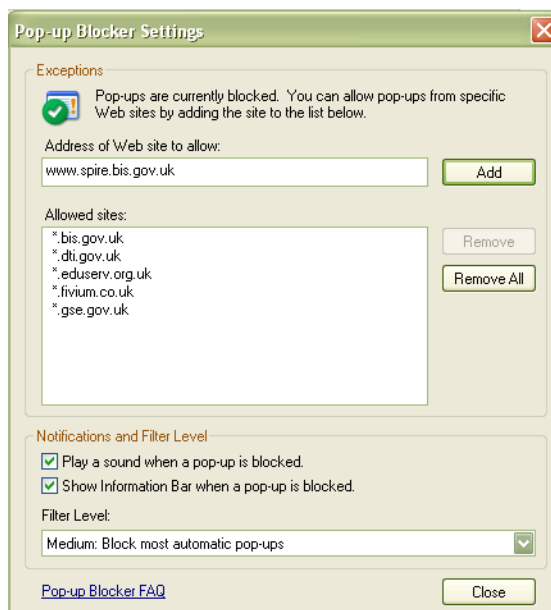 Pop-up Blocker Settings
Exceptions
Pop-ups are currently blocked. You can allow pop-ups from specific
Web sites by adding the site to the list below.
Address of Web site to allow:
www.spire.bis.gov.uk
Add
Allowed sites:
*.bis.gov.uk
*.dti.gov.uk
*.eduserv.org.uk
*.fivium.co.uk
*.gse.gov.uk
Remove
Remove All
Notifications and Filter Level
Play a sound when a pop-up is blocked.
Show Information Bar when a pop-up is blocked.
Filter Level:
Medium: Block most automatic pop-ups
Pop-up Blocker FAQ
Close